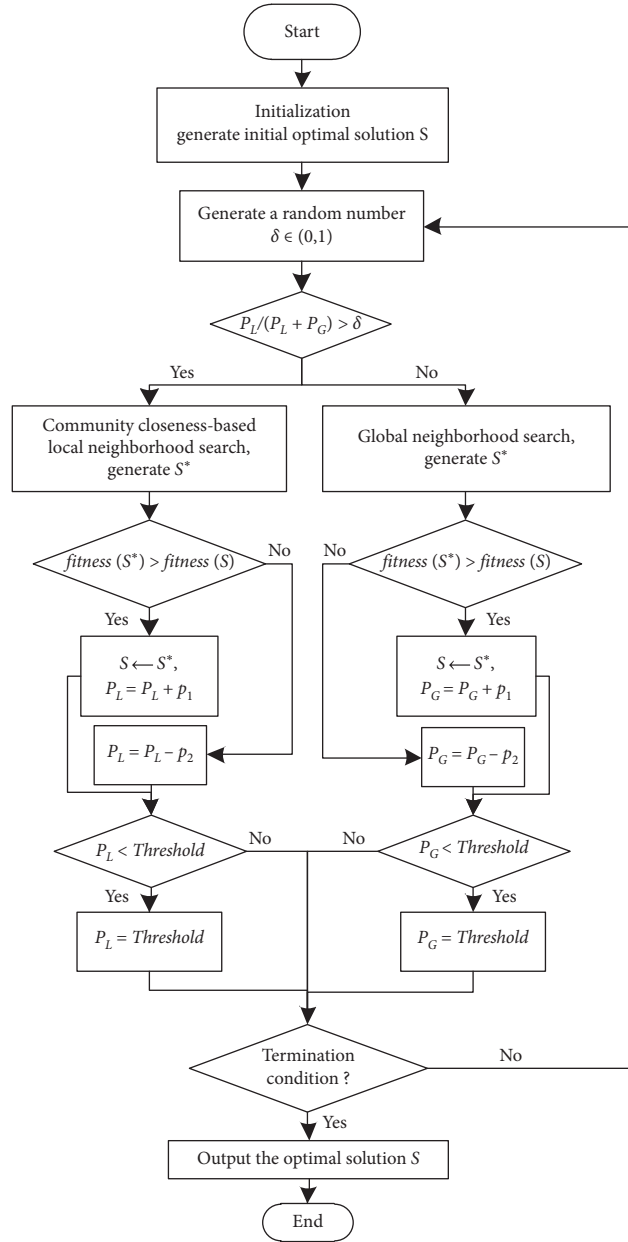 Start
Initialization
generate initial optimal solution S
Generate a random number
δ ∈ (0,1)
P_L/(P_L + P_G) > δ
Yes
No
Community closeness-based
local neighborhood search,
generate S*
Global neighborhood search,
generate S*
fitness (S*) > fitness (S)
No
No
fitness (S*) > fitness (S)
Yes
Yes
S ← S*,
P_L = P_L + p_1
S ← S*,
P_G = P_G + p_1
P_L = P_L – p_2
P_G = P_G – p_2
P_L < Threshold
No
No
P_G < Threshold
Yes
Yes
P_L = Threshold
P_G = Threshold
Termination
condition ?
No
Yes
Output the optimal solution S
End